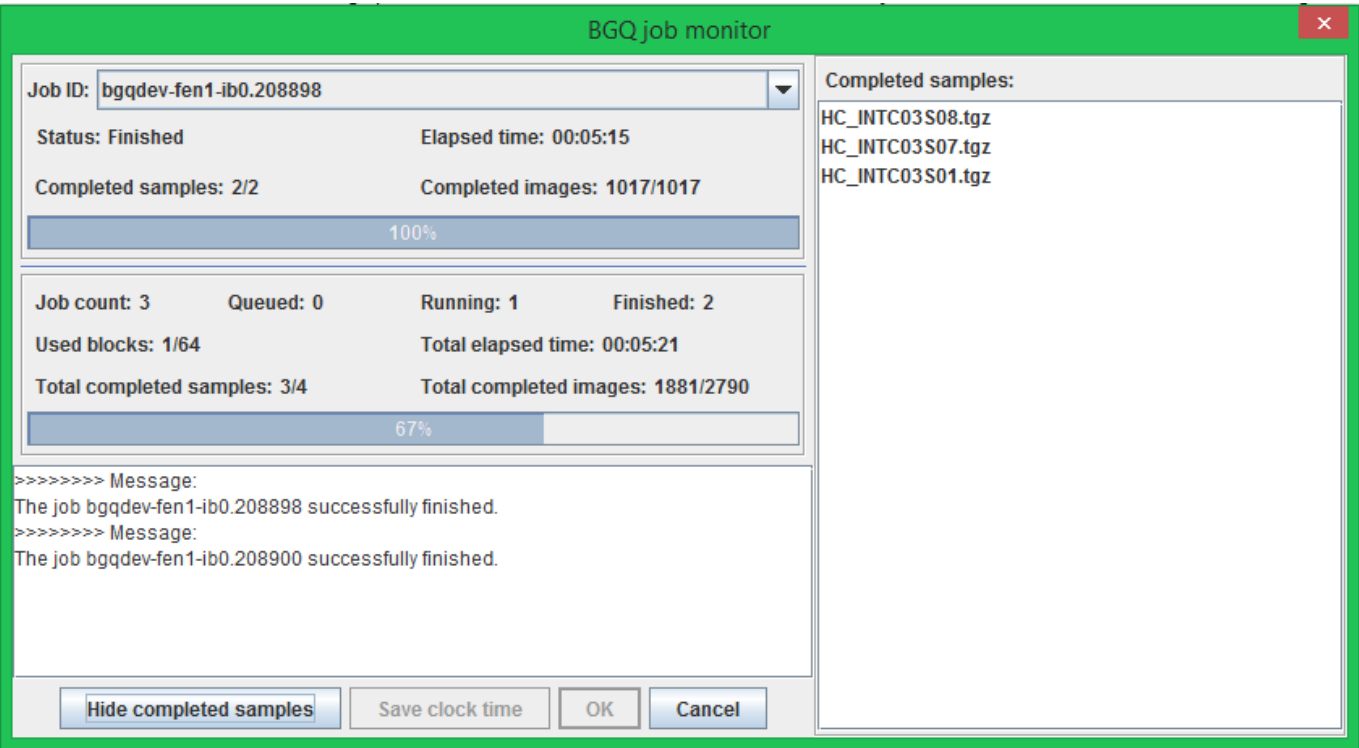 BGQ job monitor
Job ID: bgqdev-fen1-ib0.208898
Status: Finished Elapsed time: 00:05:15
Completed samples: 2/2 Completed images: 1017/1017
100%
Job count: 3 Queued: 0 Running: 1 Finished: 2
Used blocks: 1/64 Total elapsed time: 00:05:21
Total completed samples: 3/4 Total completed images: 1881/2790
67%
>>>>>>>> Message:
The job bgqdev-fen1-ib0.208898 successfully finished.
>>>>>>>> Message:
The job bgqdev-fen1-ib0.208900 successfully finished.
Hide completed samples Save clock time OK Cancel
Completed samples:
HC_INTC03S08.tgz
HC_INTC03S07.tgz
HC_INTC03S01.tgz